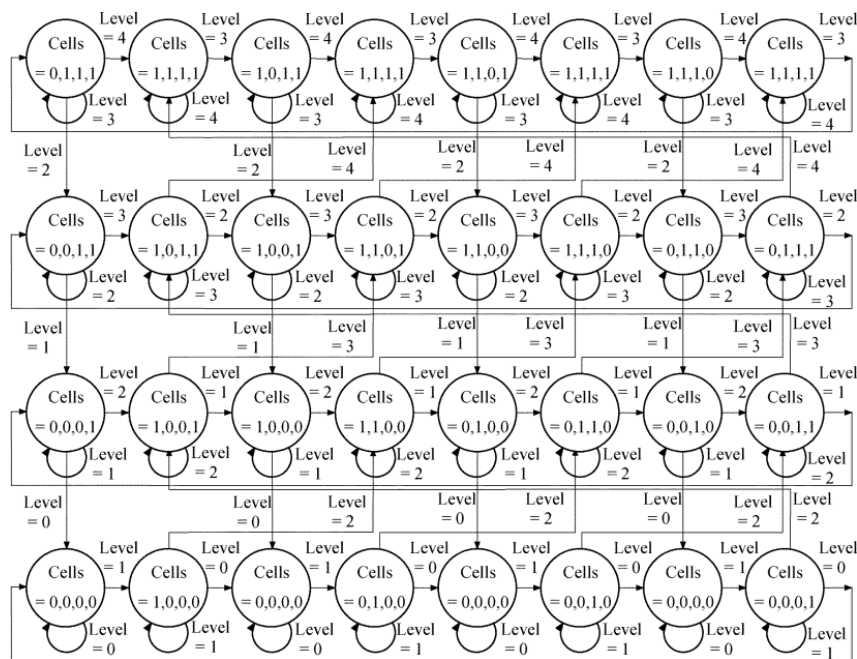 Level Level Level Level Level Level Level Level
= 4 = 3 = 4 = 3 = 4 = 3 = 4 = 3
Cells Cells Cells Cells Cells Cells Cells Cells
= 0,1,1,1 = 1,1,1,1 = 1,0,1,1 = 1,1,1,1 = 1,1,0,1 = 1,1,1,1 = 1,1,1,0 = 1,1,1,1
Level Level Level Level Level Level Level Level
= 3 = 4 = 3 = 4 = 3 = 4 = 3 = 4
Level Level Level Level Level Level Level Level
= 2 = 2 = 4 = 2 = 4 = 2 = 4 = 4
Level Level Level Level Level Level Level Level
= 3 = 2 = 3 = 2 = 3 = 2 = 3 = 2
Cells Cells Cells Cells Cells Cells Cells Cells
= 0,0,1,1 = 1,0,1,1 = 1,0,0,1 = 1,1,0,1 = 1,1,0,0 = 1,1,1,0 = 0,1,1,0 = 0,1,1,1
Level Level Level Level Level Level Level Level
= 2 = 3 = 2 = 3 = 2 = 3 = 2 = 3
Level Level Level Level Level Level Level Level
= 1 = 1 = 3 = 1 = 3 = 1 = 3 = 3
Level Level Level Level Level Level Level Level
= 2 = 1 = 2 = 1 = 2 = 1 = 2 = 1
Cells Cells Cells Cells Cells Cells Cells Cells
= 0,0,0,1 = 1,0,0,1 = 1,0,0,0 = 1,1,0,0 = 0,1,0,0 = 0,1,1,0 = 0,0,1,0 = 0,0,1,1
Level Level Level Level Level Level Level Level
= 1 = 2 = 1 = 2 = 1 = 2 = 1 = 2
Level Level Level Level Level Level Level Level
= 0 = 0 = 2 = 0 = 2 = 0 = 2 = 2
Level Level Level Level Level Level Level Level
= 1 = 0 = 1 = 0 = 1 = 0 = 1 = 0
Cells Cells Cells Cells Cells Cells Cells Cells
= 0,0,0,0 = 1,0,0,0 = 0,0,0,0 = 0,1,0,0 = 0,0,0,0 = 0,0,1,0 = 0,0,0,0 = 0,0,0,1
Level Level Level Level Level Level Level Level
= 0 = 1 = 0 = 1 = 0 = 1 = 0 = 1